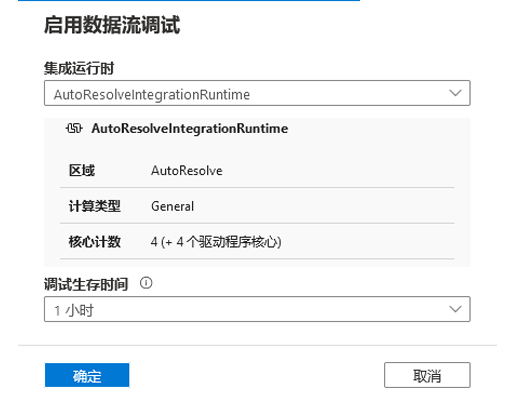 启用数据流调试
集成运行时
AutoResolveIntegrationRuntime
AutoResolveIntegrationRuntime
区域 AutoResolve
计算类型 General
核心计数 4 (+ 4 个驱动程序核心)
调试生存时间
1 小时
确定 取消